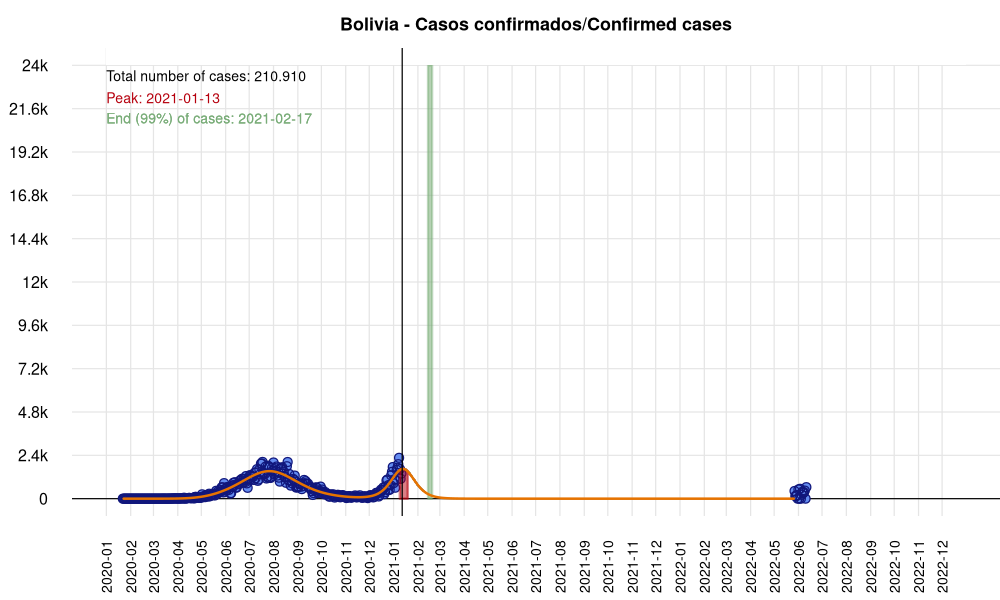 Bolivia - Casos confirmados/Confirmed cases
Total number of cases: 210.910
Peak: 2021-01-13
End (99%) of cases: 2021-02-17
24k
21.6k
19.2k
16.8k
14.4k
12k
9.6k
7.2k
4.8k
2.4k
0
2020-01
2020-02
2020-03
2020-04
2020-05
2020-06
2020-07
2020-08
2020-09
2020-10
2020-11
2020-12
2021-01
2021-02
2021-03
2021-04
2021-05
2021-06
2021-07
2021-08
2021-09
2021-10
2021-11
2021-12
2022-01
2022-02
2022-03
2022-04
2022-05
2022-06
2022-07
2022-08
2022-09
2022-10
2022-11
2022-12